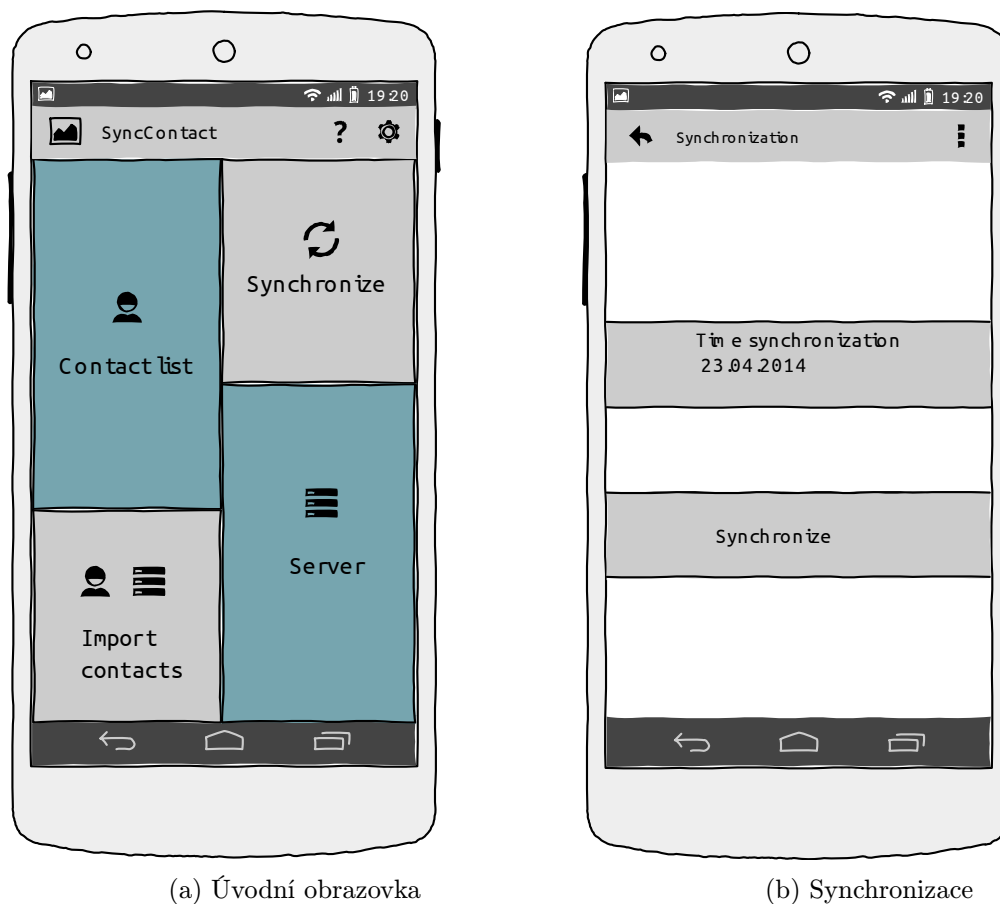 19:20
SyncContact ?
Synchronize
Contact list
Server
Import
contacts
(a) Úvodní obrazovka
19:20
Synchronization
Time synchronization
23.04.2014
Synchronize
(b) Synchronizace